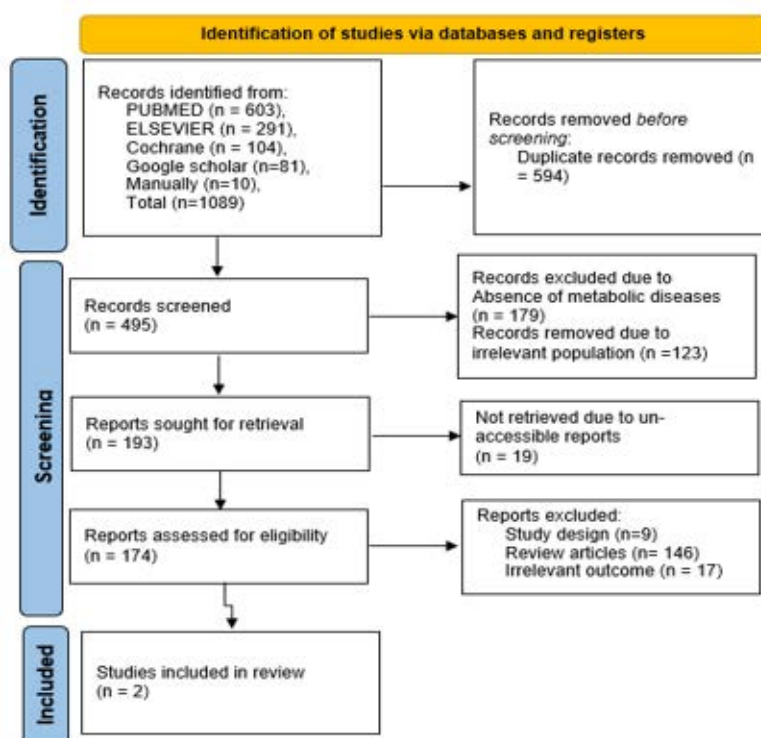 Identification of studies via databases and registers
Identification
Records identified from:
PUBMED (n = 603),
ELSEVIER (n = 291),
Cochrane (n = 104),
Google scholar (n=81),
Manually (n=10),
Total (n=1089)
Records removed before
screening:
Duplicate records removed (n
= 594)
Screening
Records screened
(n = 495)
Records excluded due to
Absence of metabolic diseases
(n = 179)
Records removed due to
irrelevant population (n =123)
Reports sought for retrieval
(n = 193)
Not retrieved due to un-
accessible reports
(n = 19)
Reports assessed for eligibility
(n = 174)
Reports excluded:
Study design (n=9)
Review articles (n= 146)
Irrelevant outcome (n = 17)
Included
Studies included in review
(n = 2)